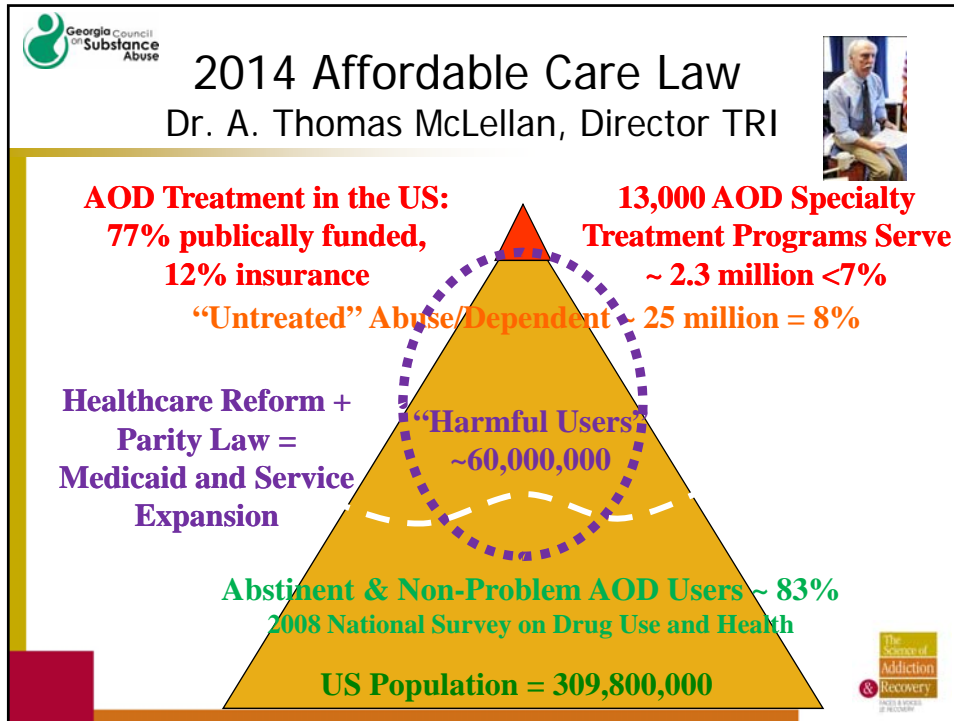 Georgia Council
on Substance
Abuse
2014 Affordable Care Law
Dr. A. Thomas McLellan, Director TRI
AOD Treatment in the US:
77% publically funded,
12% insurance
13,000 AOD Specialty
Treatment Programs Serve
~ 2.3 million <7%
“Untreated” Abuse/Dependent ~ 25 million = 8%
Healthcare Reform +
Parity Law =
Medicaid and Service
Expansion
“Harmful Users”
~60,000,000
Abstinent & Non-Problem AOD Users ~ 83%
2008 National Survey on Drug Use and Health
US Population = 309,800,000
The
Science of
Addiction
& Recovery
FACES & VOICES
OF RECOVERY